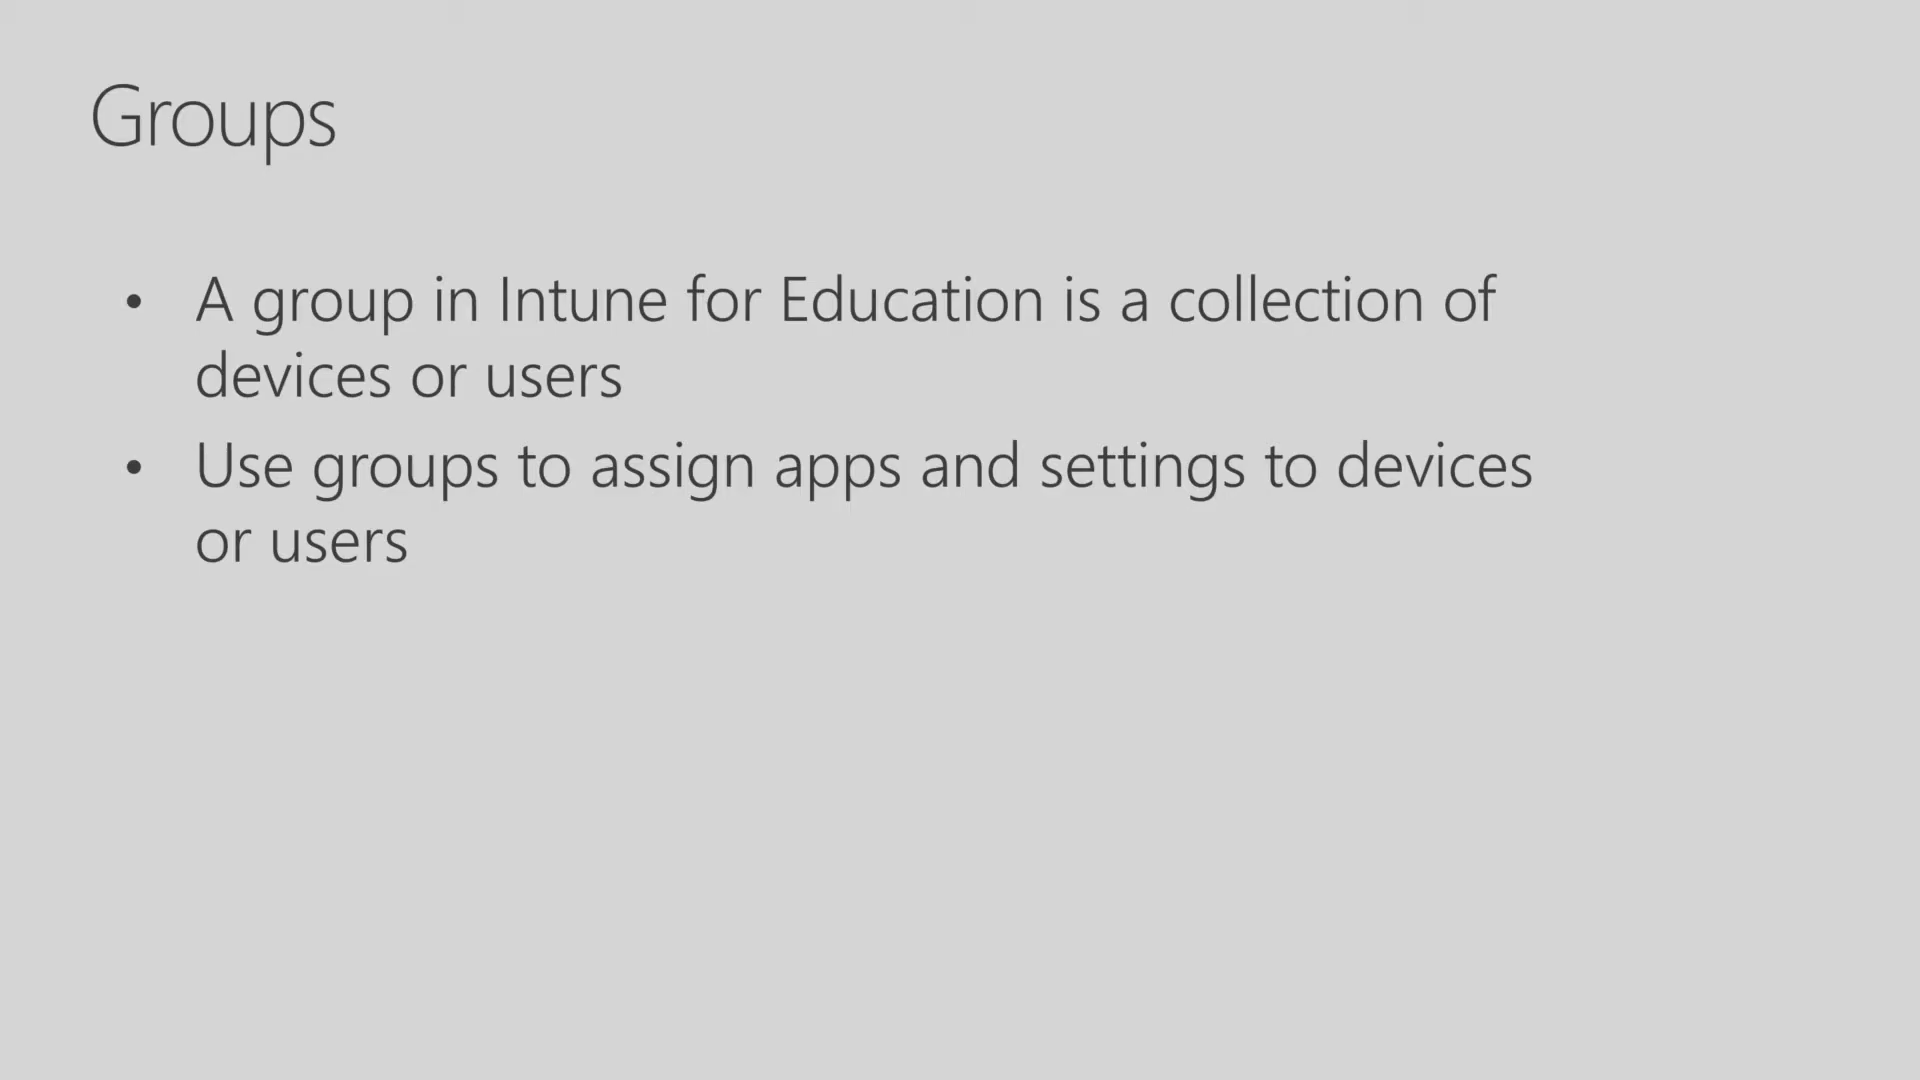 Groups
• A group in Intune for Education is a collection of
devices or users
• Use groups to assign apps and settings to devices
or users